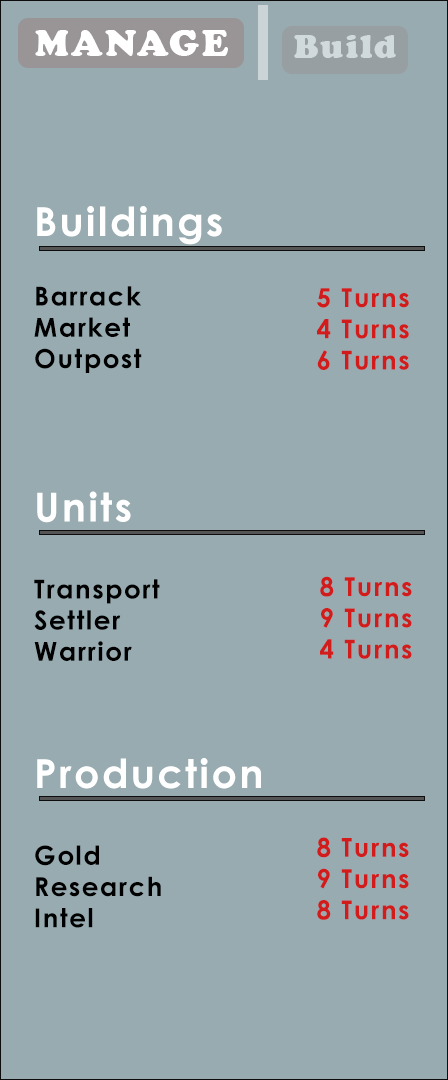 MANAGE Build
Buildings
Barrack 5 Turns
Market 4 Turns
Outpost 6 Turns
Units
Transport 8 Turns
Settler 9 Turns
Warrior 4 Turns
Production
Gold 8 Turns
Research 9 Turns
Intel 8 Turns